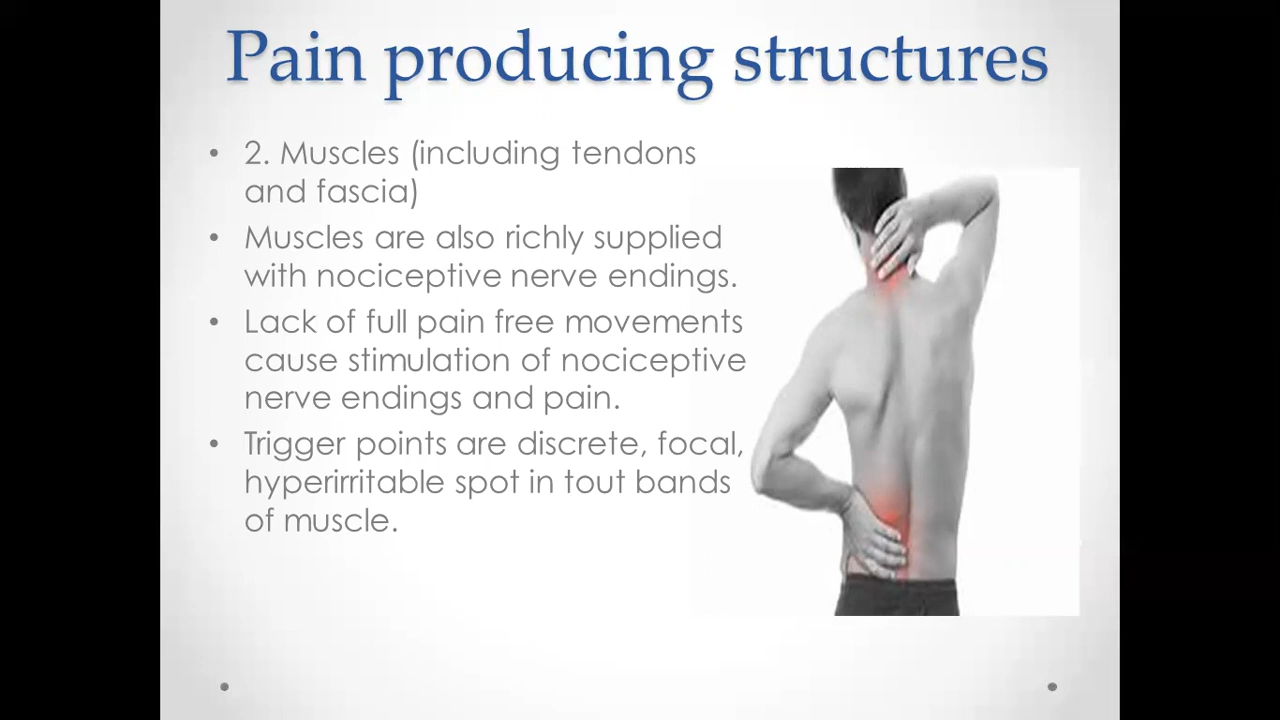 Pain producing structures
• 2. Muscles (including tendons
and fascia)
• Muscles are also richly supplied
with nociceptive nerve endings.
• Lack of full pain free movements
cause stimulation of nociceptive
nerve endings and pain.
• Trigger points are discrete, focal,
hyperirritable spot in tout bands
of muscle.